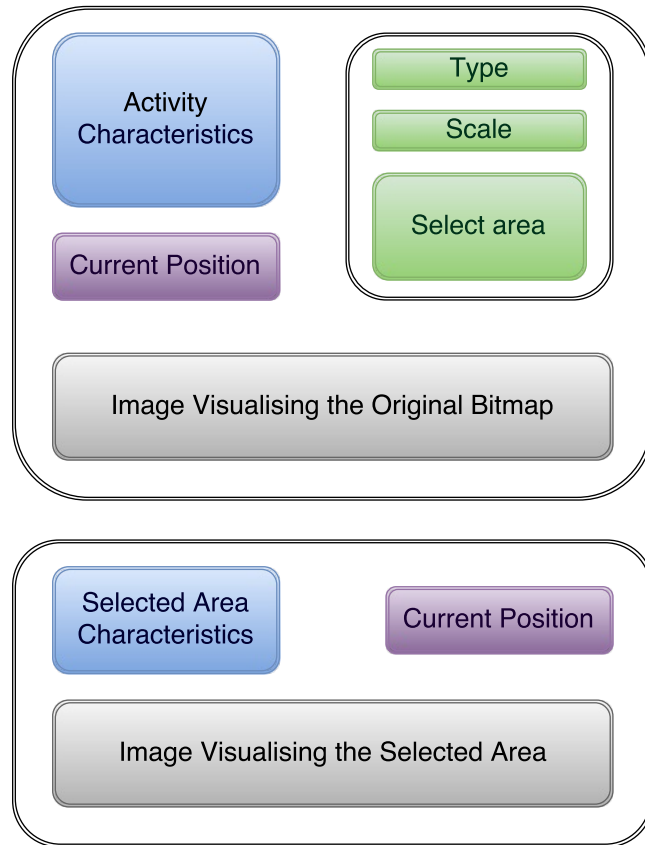 Activity
Characteristics
Type
Scale
Select area
Current Position
Image Visualising the Original Bitmap
Selected Area
Characteristics
Current Position
Image Visualising the Selected Area